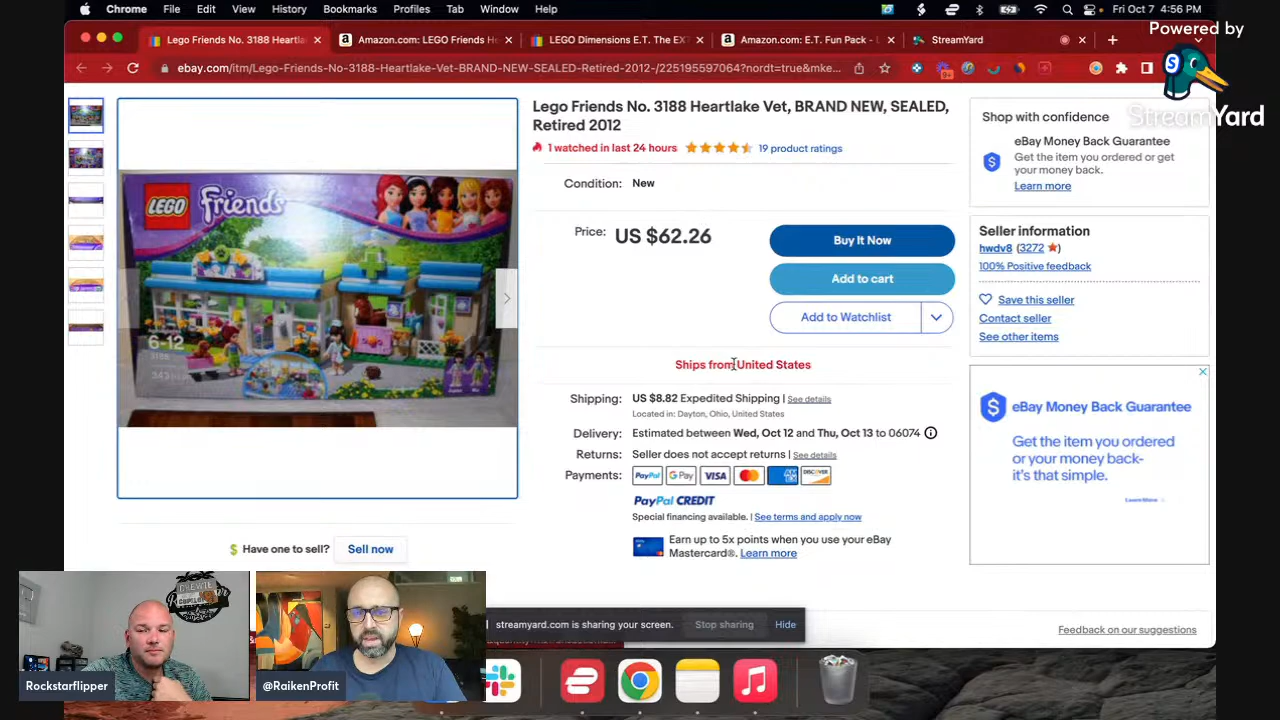 Chrome File Edit View History Bookmarks Profiles Tab Window Help Fri Oct 7 4:56 PM
Powered by
StreamYard
Lego Friends No. 3188 Heartla
Amazon.com: LEGO Friends He
LEGO Dimensions E.T. The EXT
Amazon.com: E.T. Fun Pack - L
StreamYard
ebay.com/itm/Lego-Friends-No-3188-Heartlake-Vet-BRAND-NEW-SEALED-Retired-2012-/225195597064?nordt=true&mke...
Lego Friends No. 3188 Heartlake Vet, BRAND NEW, SEALED,
Retired 2012
1 watched in last 24 hours 19 product ratings
Condition: New
Price: US $62.26
Buy It Now
Add to cart
Add to Watchlist
Ships from United States
Shipping: US $8.82 Expedited Shipping | See details
Located in: Dayton, Ohio, United States
Delivery: Estimated between Wed, Oct 12 and Thu, Oct 13 to 06074
Returns: Seller does not accept returns | See details
Payments: PayPal G Pay VISA MasterCard DISCOVER
PayPal CREDIT
Special financing available. | See terms and apply now
Earn up to 5x points when you use your eBay
Mastercard®. Learn more
LEGO friends
6-12
3188
343
Have one to sell? Sell now
Shop with confidence
eBay Money Back Guarantee
Get the item you ordered or get
your money back.
Learn more
Seller information
hwdv8 (3272)
100% Positive feedback
Save this seller
Contact seller
See other items
eBay Money Back Guarantee
Get the item you ordered
or your money back-
it's that simple.
Learn More
streamyard.com is sharing your screen. Stop sharing Hide
Feedback on our suggestions
Rockstarflipper
@RaikenProfit